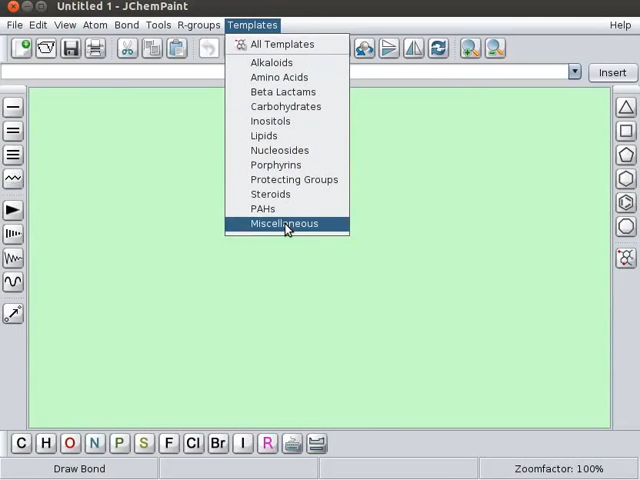 Untitled 1 - JChemPaint
File Edit View Atom Bond Tools R-groups Templates Help
All Templates
Insert
Alkaloids
Amino Acids
Beta Lactams
Carbohydrates
Inositols
Lipids
Nucleosides
Porphyrins
Protecting Groups
Steroids
PAHs
Miscellaneous
C H O N P S F Cl Br I R
Draw Bond Zoomfactor: 100%